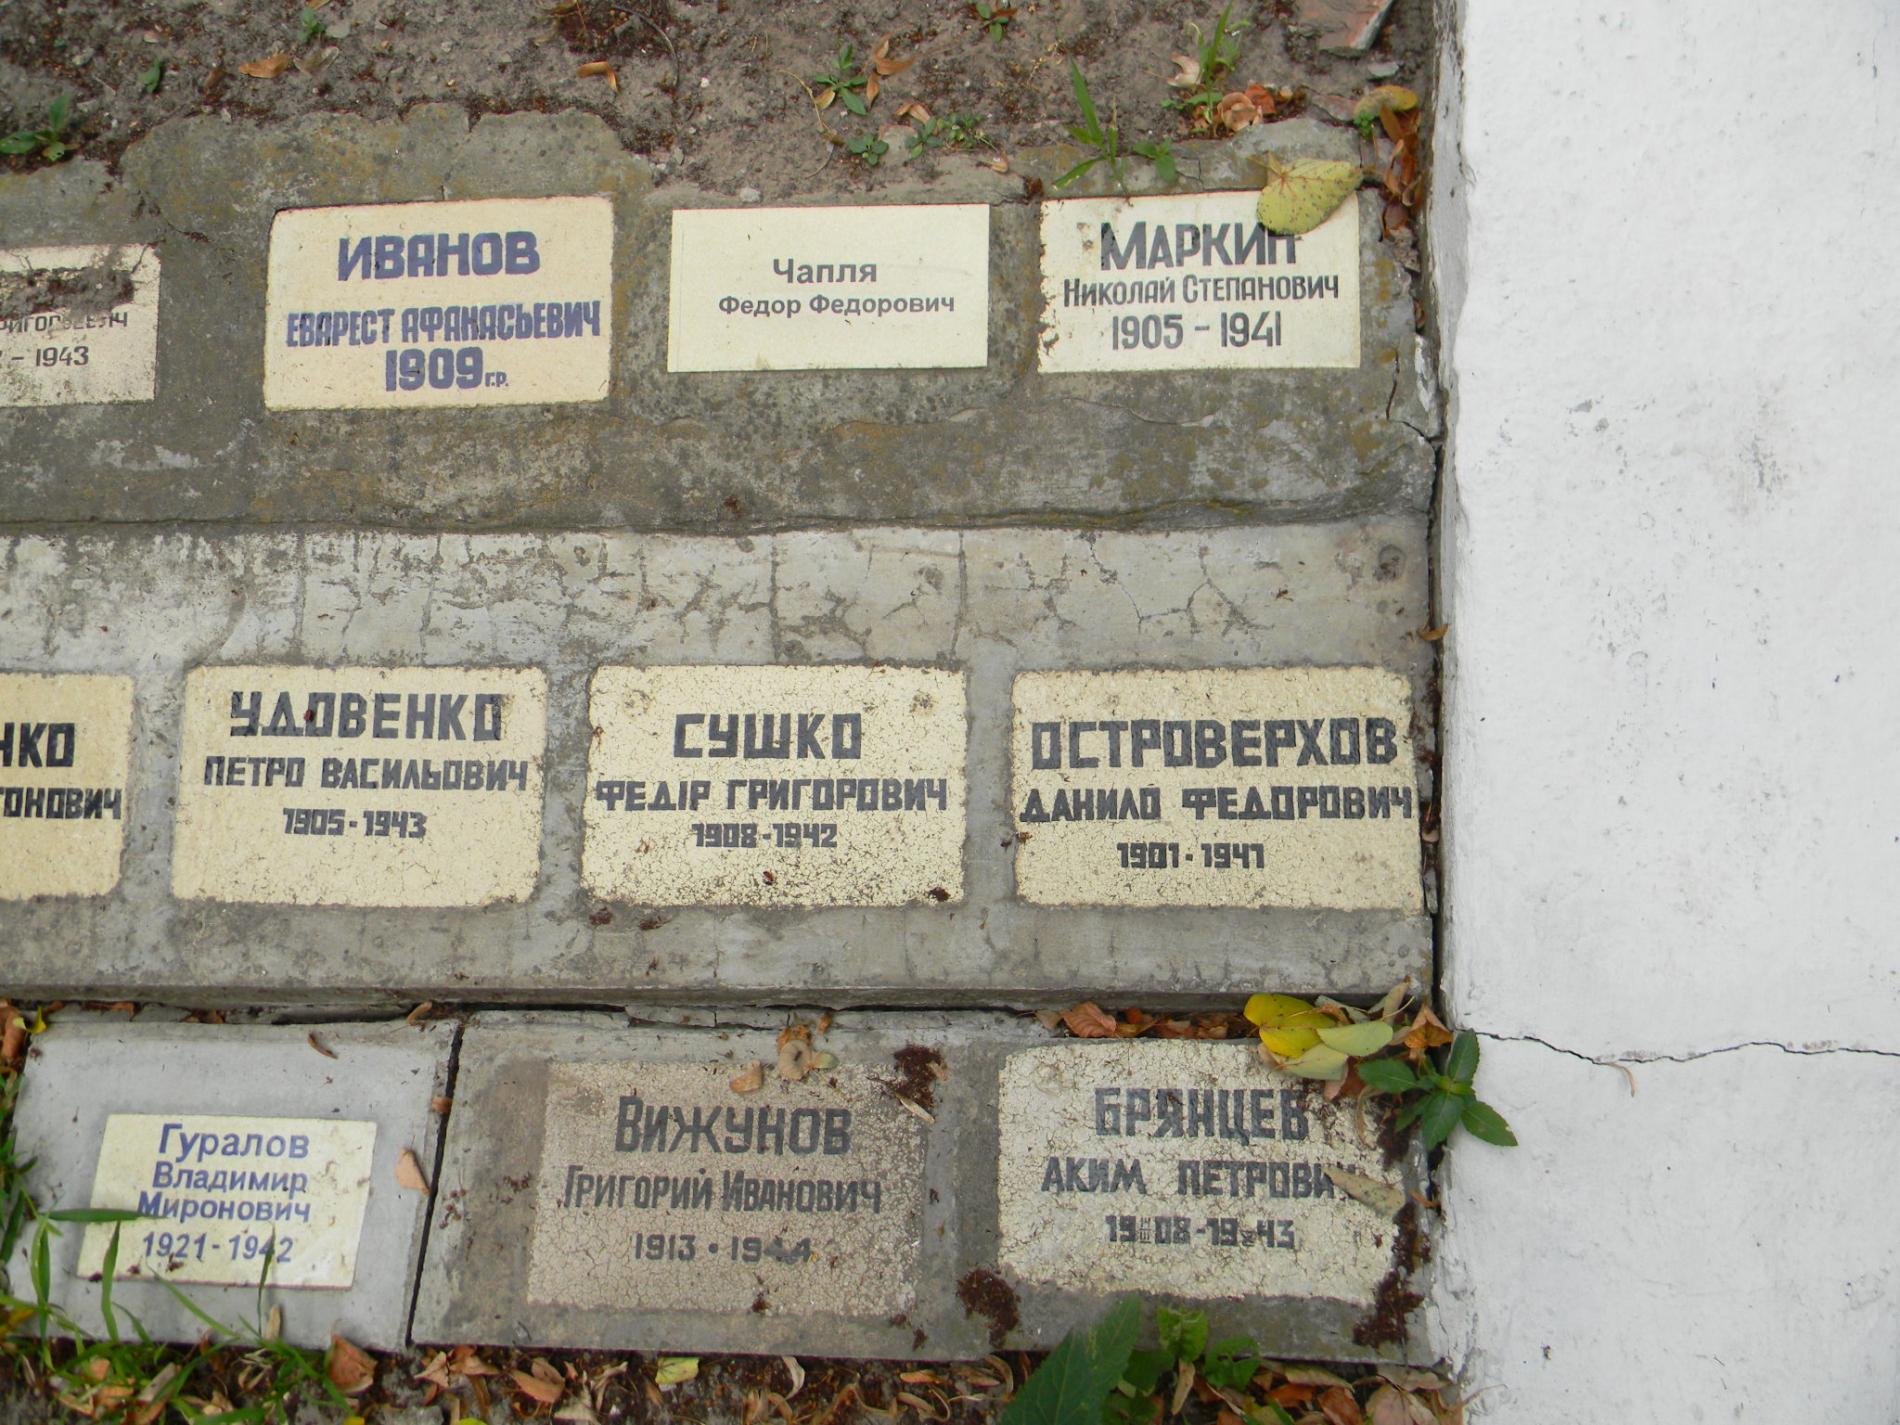 - 1943
ИВАНОВ
ЕВАРЕСТ АФАНАСЬЕВИЧ
1909 г.р.
Чапля
Федор Федорович
МАРКИН
НИКОЛАЙ СТЕПАНОВИЧ
1905 - 1941
УДОВЕНКО
ПЕТРО ВАСИЛЬОВИЧ
1905 - 1943
СУШКО
ФЕДІР ГРИГОРОВИЧ
1908 - 1942
ОСТРОВЕРХОВ
ДАНИЛО ФЕДОРОВИЧ
1901 - 1941
Гуралов
Владимир
Миронович
1921 - 1942
ВИЖУНОВ
ГРИГОРИЙ ИВАНОВИЧ
1913 • 1944
БРЯНЦЕВ
АКИМ ПЕТРОВИЧ
1908-1943